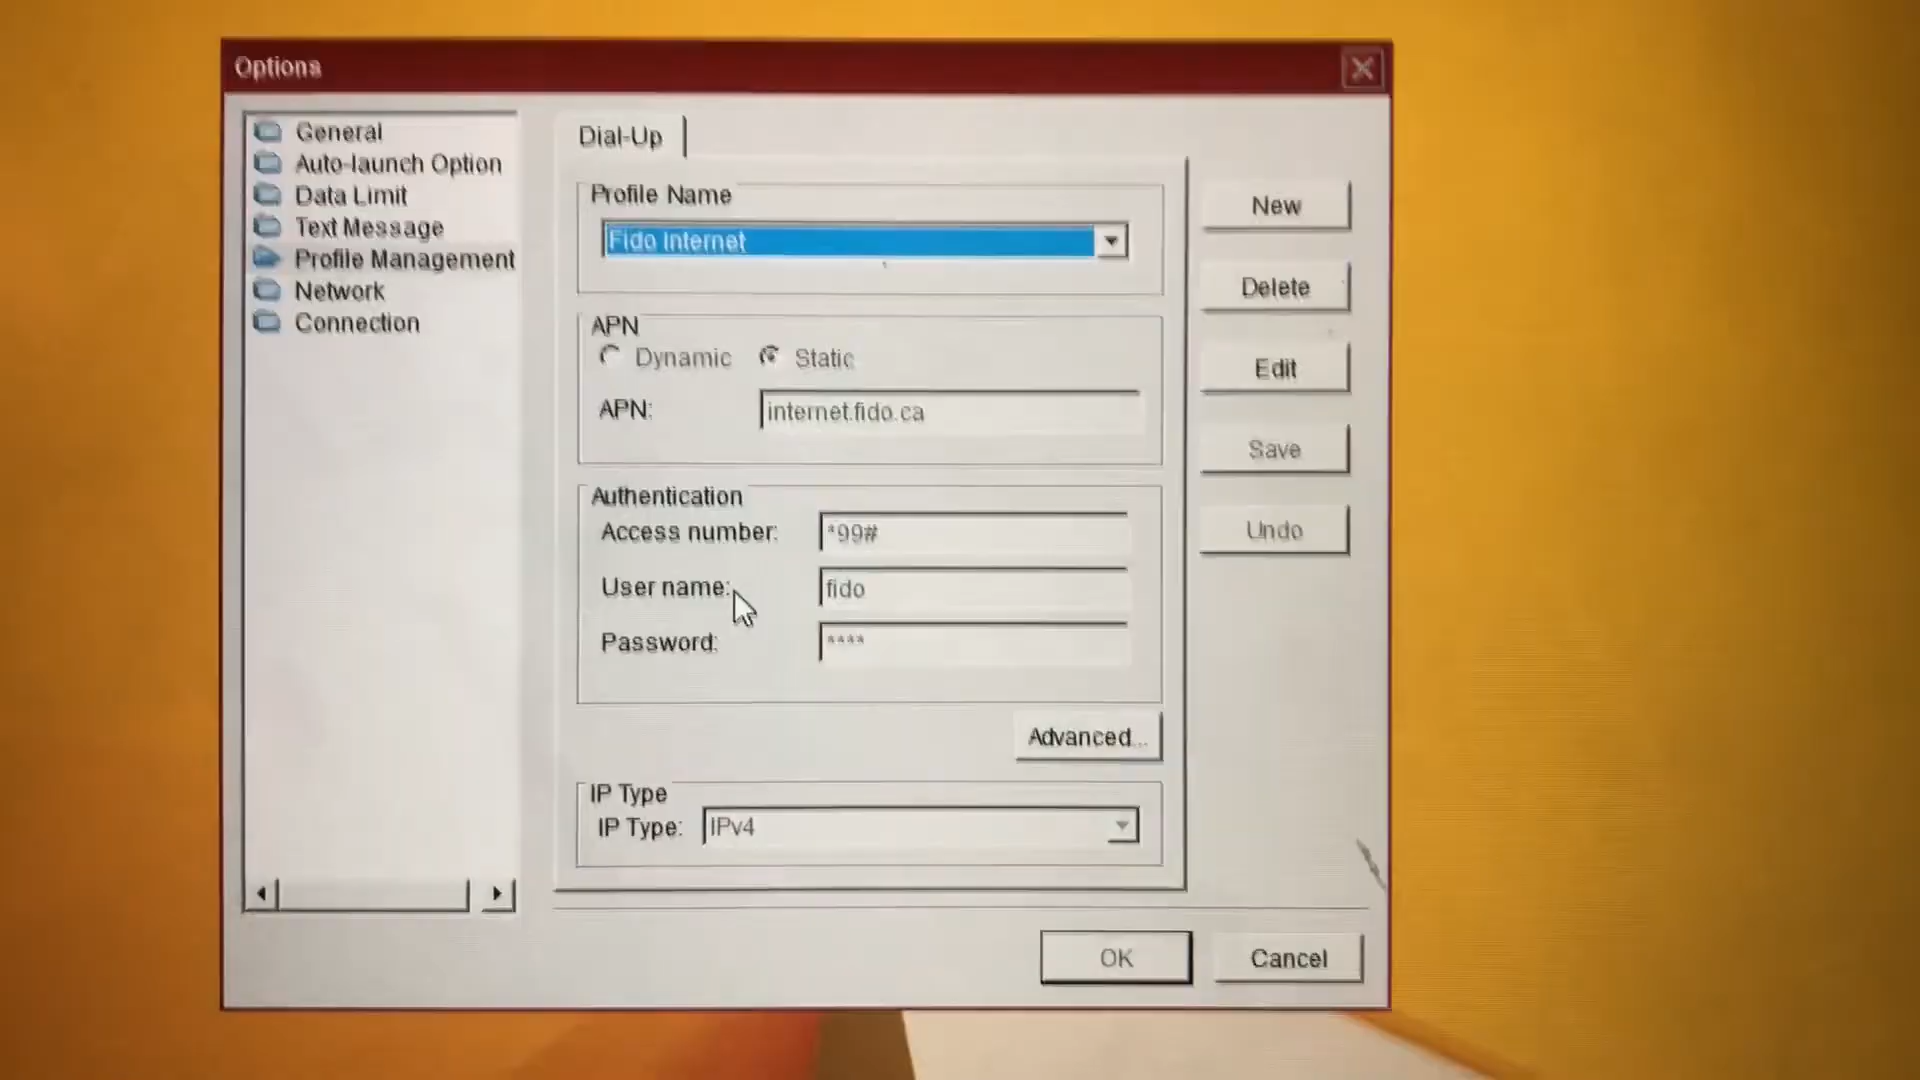 Options
General
Auto-launch Option
Data Limit
Text Message
Profile Management
Network
Connection
Dial-Up
Profile Name
Fido Internet
APN
Dynamic Static
APN: internet.fido.ca
Authentication
Access number: *99#
User name: fido
Password: ****
Advanced...
IP Type
IP Type: IPv4
New
Delete
Edit
Save
Undo
OK Cancel